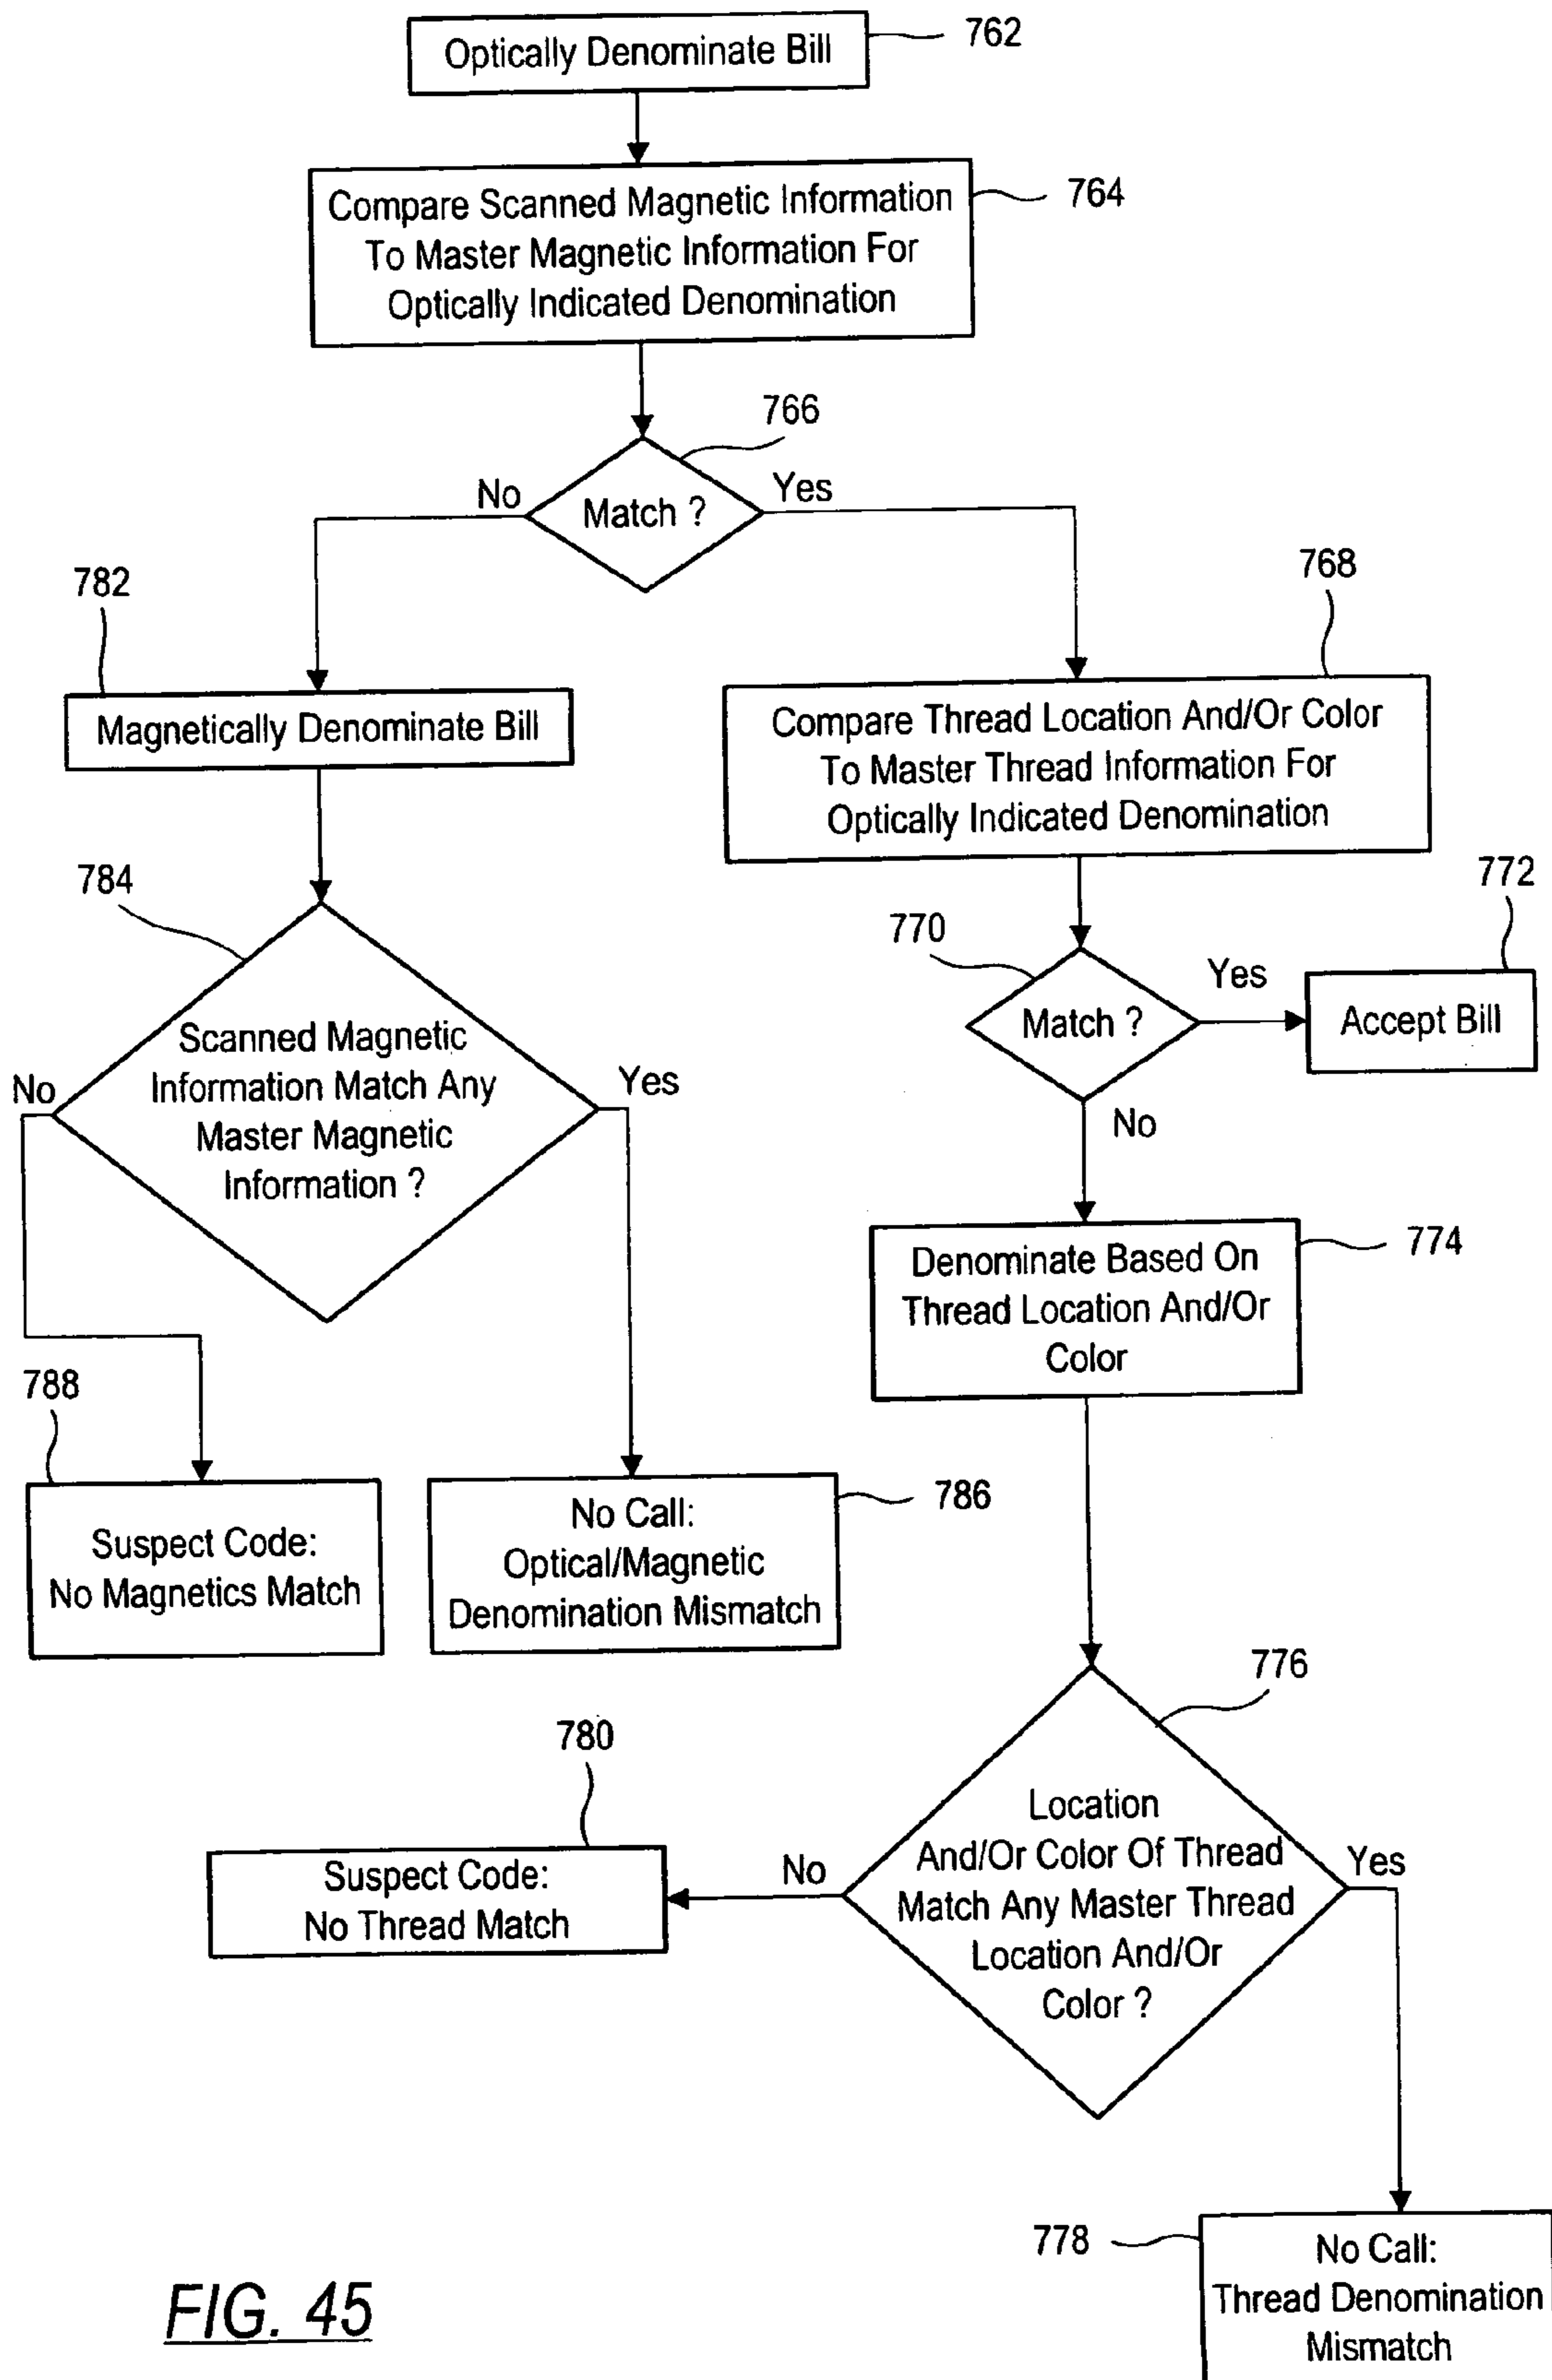 Optically Denominate Bill
762
Compare Scanned Magnetic Information
To Master Magnetic Information For
Optically Indicated Denomination
764
766
Match ?
No
Yes
782
Magnetically Denominate Bill
768
Compare Thread Location And/Or Color
To Master Thread Information For
Optically Indicated Denomination
784
Scanned Magnetic
Information Match Any
Master Magnetic
Information ?
No
Yes
770
Match ?
Yes
772
Accept Bill
No
774
Denominate Based On
Thread Location And/Or
Color
788
Suspect Code:
No Magnetics Match
786
No Call:
Optical/Magnetic
Denomination Mismatch
776
Location
And/Or Color Of Thread
Match Any Master Thread
Location And/Or
Color ?
No
Yes
780
Suspect Code:
No Thread Match
778
No Call:
Thread Denomination
Mismatch
FIG. 45